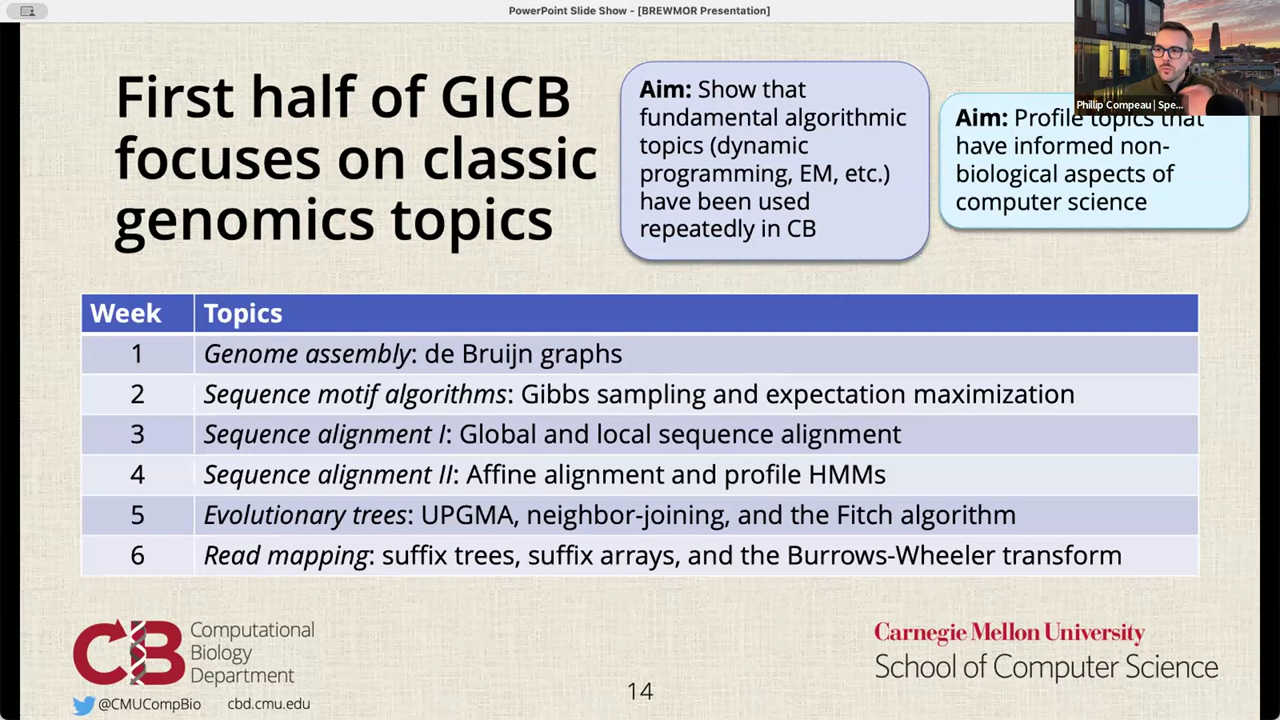 PowerPoint Slide Show - [BREWMOR Presentation]
First half of GICB
focuses on classic
genomics topics
Aim: Show that
fundamental algorithmic
topics (dynamic
programming, EM, etc.)
have been used
repeatedly in CB
Phillip Compeau | Spe...
Aim: Profile topics that
have informed non-
biological aspects of
computer science
Week Topics
1 Genome assembly: de Bruijn graphs
2 Sequence motif algorithms: Gibbs sampling and expectation maximization
3 Sequence alignment I: Global and local sequence alignment
4 Sequence alignment II: Affine alignment and profile HMMs
5 Evolutionary trees: UPGMA, neighbor-joining, and the Fitch algorithm
6 Read mapping: suffix trees, suffix arrays, and the Burrows-Wheeler transform
CB
Computational
Biology
Department
@CMUCompBio cbd.cmu.edu
14
Carnegie Mellon University
School of Computer Science